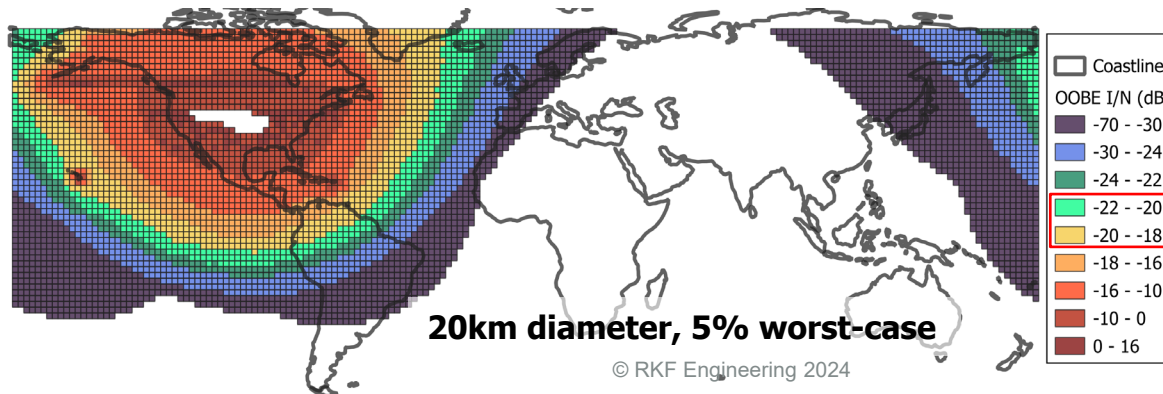 Coastline
OOBE I/N (dB
-70 - -30
-30 - -24
-24 - -22
-22 - -20
-20 - -18
-18 - -16
-16 - -10
-10 - 0
0 - 16
20km diameter, 5% worst-case
© RKF Engineering 2024